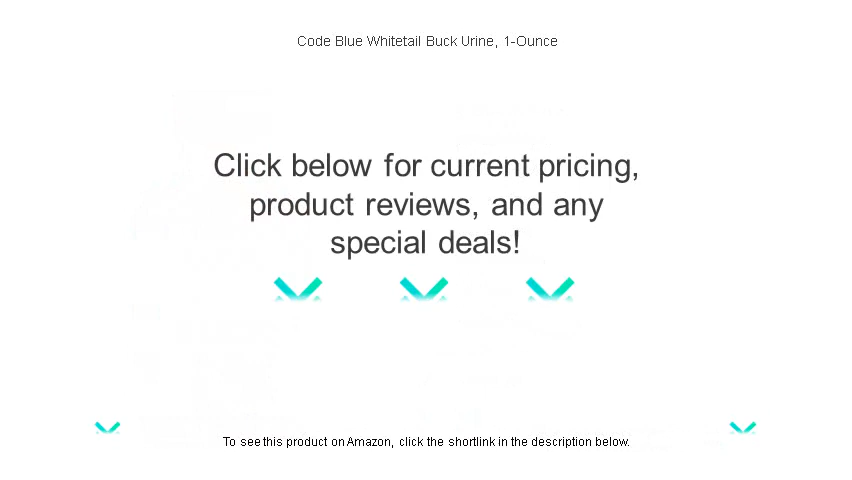 Code Blue Whitetail Buck Urine, 1-Ounce
Click below for current pricing,
product reviews, and any
special deals!
To see this product on Amazon, click the shortlink in the description below.